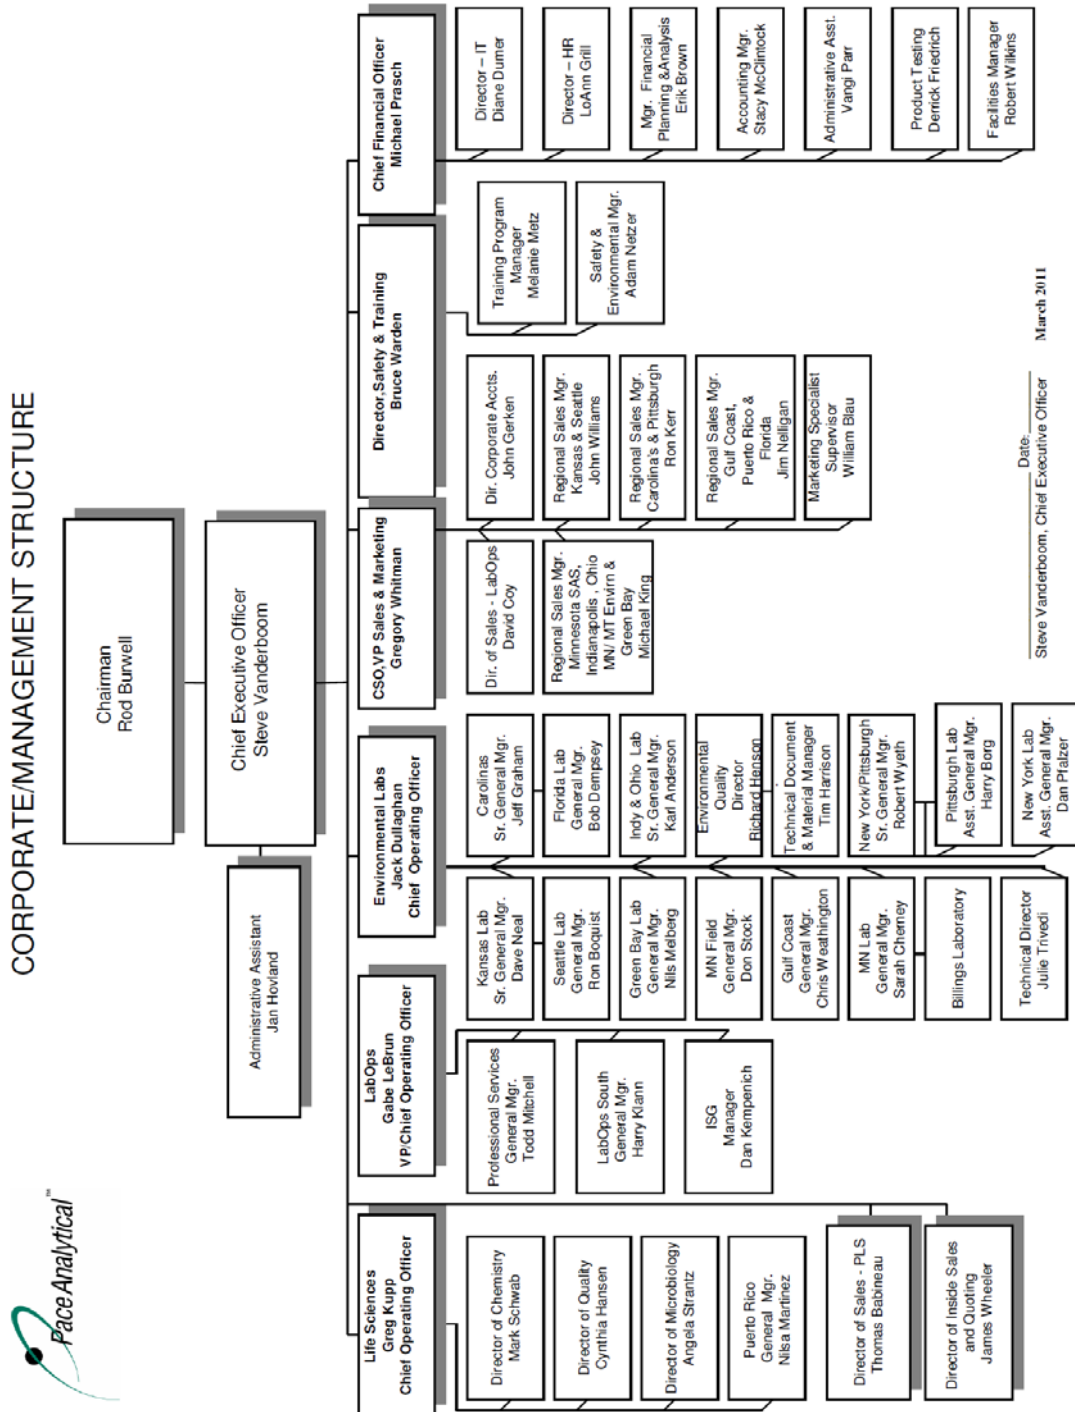 Pace Analytical™
CORPORATE/MANAGEMENT STRUCTURE
Chairman
Rod Burwell
Chief Executive Officer
Steve Vanderboom
Administrative Assistant
Jan Hovland
Life Sciences
Greg Kupp
Chief Operating Officer
Director of Chemistry
Mark Schwab
Director of Quality
Cynthia Hansen
Director of Microbiology
Angela Strantz
Puerto Rico
General Mgr.
Nilsa Martinez
Director of Sales - PLS
Thomas Babineau
Director of Inside Sales
and Quoting
James Wheeler
LabOps
Gabe LeBrun
VP/Chief Operating Officer
Professional Services
General Mgr.
Todd Mitchell
LabOps South
General Mgr.
Harry Klann
ISG
Manager
Dan Kempenich
Environmental Labs
Jack Dullaghan
Chief Operating Officer
Kansas Lab
Sr. General Mgr.
Dave Neal
Seattle Lab
General Mgr.
Ron Boquist
Green Bay Lab
General Mgr.
Nils Melberg
MN Field
General Mgr.
Don Stock
Gulf Coast
General Mgr.
Chris Weathington
MN Lab
General Mgr.
Sarah Cherney
Billings Laboratory
Technical Director
Julie Trivedi
Carolinas
Sr. General Mgr.
Jeff Graham
Florida Lab
General Mgr.
Bob Dempsey
Indy & Ohio Lab
Sr. General Mgr.
Karl Anderson
Environmental
Quality
Director
Richard Henson
Technical Document
& Material Manager
Tim Harrison
New York/Pittsburgh
Sr. General Mgr.
Robert Wyeth
Pittsburgh Lab
Asst. General Mgr.
Harry Borg
New York Lab
Asst. General Mgr.
Dan Pfalzer
CSO,VP Sales & Marketing
Gregory Whitman
Dir. of Sales - LabOps
David Coy
Regional Sales Mgr.
Minnesota SAS,
Indianapolis , Ohio
MN/ MT Envirn &
Green Bay
Michael King
Dir. Corporate Accts.
John Gerken
Regional Sales Mgr.
Kansas & Seattle
John Williams
Regional Sales Mgr.
Carolina's & Pittsburgh
Ron Kerr
Regional Sales Mgr.
Gulf Coast,
Puerto Rico &
Florida
Jim Nelligan
Marketing Specialist
Supervisor
William Blau
Director,Safety & Training
Bruce Warden
Training Program
Manager
Melanie Metz
Safety &
Environmental Mgr.
Adam Netzer
Chief Financial Officer
Michael Prasch
Director – IT
Diane Dumer
Director – HR
LoAnn Grill
Mgr. Financial
Planning &Analysis
Erik Brown
Accounting Mgr.
Stacy McClintock
Administrative Asst.
Vangi Parr
Product Testing
Derrick Friedrich
Facilities Manager
Robert Wilkins
Date:
Steve Vanderboom, Chief Executive Officer
March 2011